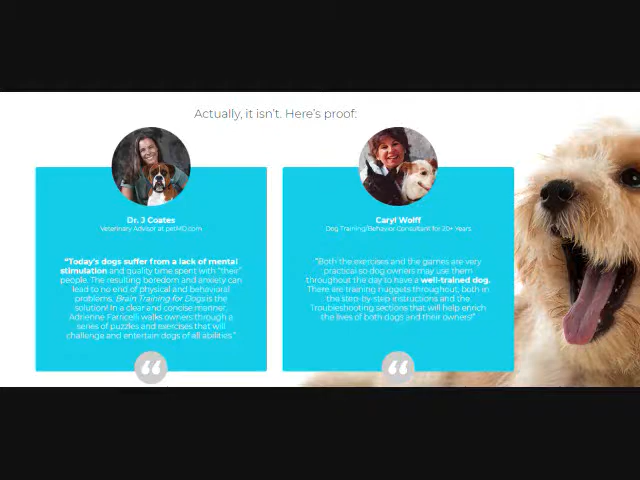 Actually, it isn't. Here's proof:
Dr. J Coates
Veterinary Advisor at petMD.com
“Today's dogs suffer from a lack of mental
stimulation and quality time spent with “their”
people. The resulting boredom and anxiety can
lead to no end of physical and behavioral
problems. Brain Training for Dogs is the
solution! In a clear and concise manner,
Adrienne Farricelli walks owners through a
series of puzzles and exercises that will
challenge and entertain dogs of all abilities”
Caryl Wolff
Dog Training/Behavior Consultant for 20+ Years
“Both the exercises and the games are very
practical so dog owners may use them
throughout the day to have a well-trained dog.
There are training nuggets throughout, both in
the step-by-step instructions and the
Troubleshooting sections that will help enrich
the lives of both dogs and their owners!”